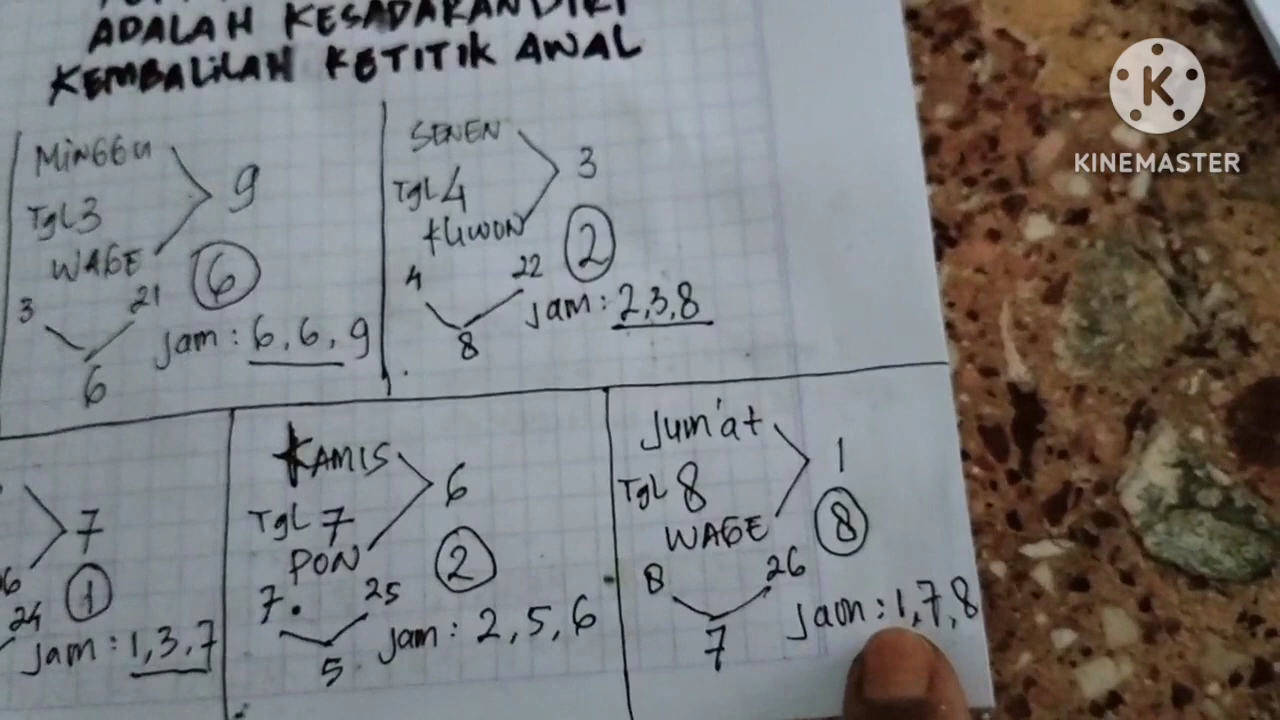 ADALAH KESADARAN DIRI
KEMBALILAH KETITIK AWAL
MiNGGU
9
Tgl 3
WAGE
6
3 21
6
jam : 6, 6, 9
SENEN
3
Tgl 4
KLIWON
2
4 22
8
jam : 2,3,8
7
1
24
jam : 1,3,7
KAMIS
6
Tgl 7
PON
2
7 25
5
jam : 2, 5, 6
Jum'at
1
Tgl 8
WAGE
8
8 26
7
jam : 1,7,8
K
KINEMASTER